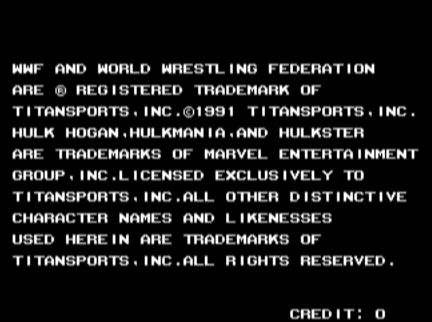 WWF AND WORLD WRESTLING FEDERATION
ARE ® REGISTERED TRADEMARK OF
TITANSPORTS,INC.©1991 TITANSPORTS,INC.
HULK HOGAN,HULKMANIA,AND HULKSTER
ARE TRADEMARKS OF MARVEL ENTERTAINMENT
GROUP,INC.LICENSED EXCLUSIVELY TO
TITANSPORTS,INC.ALL OTHER DISTINCTIVE
CHARACTER NAMES AND LIKENESSES
USED HEREIN ARE TRADEMARKS OF
TITANSPORTS,INC.ALL RIGHTS RESERVED.
CREDIT: 0